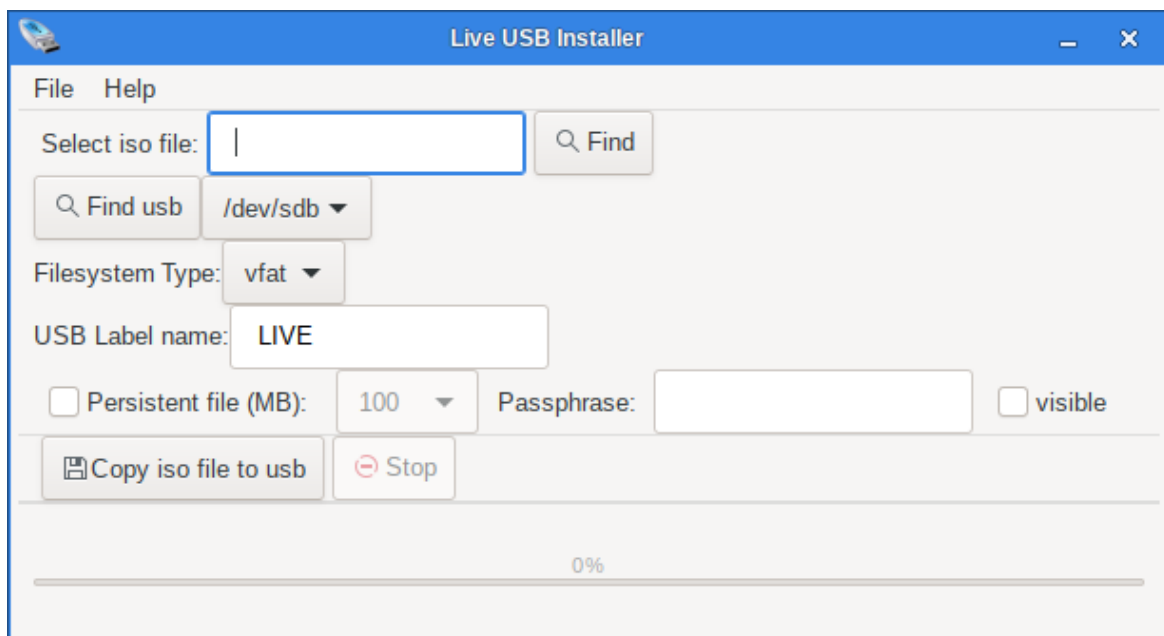 Live USB Installer
File Help
Select iso file: Find
Find usb /dev/sdb
Filesystem Type: vfat
USB Label name: LIVE
Persistent file (MB): 100 Passphrase: visible
Copy iso file to usb Stop
0%